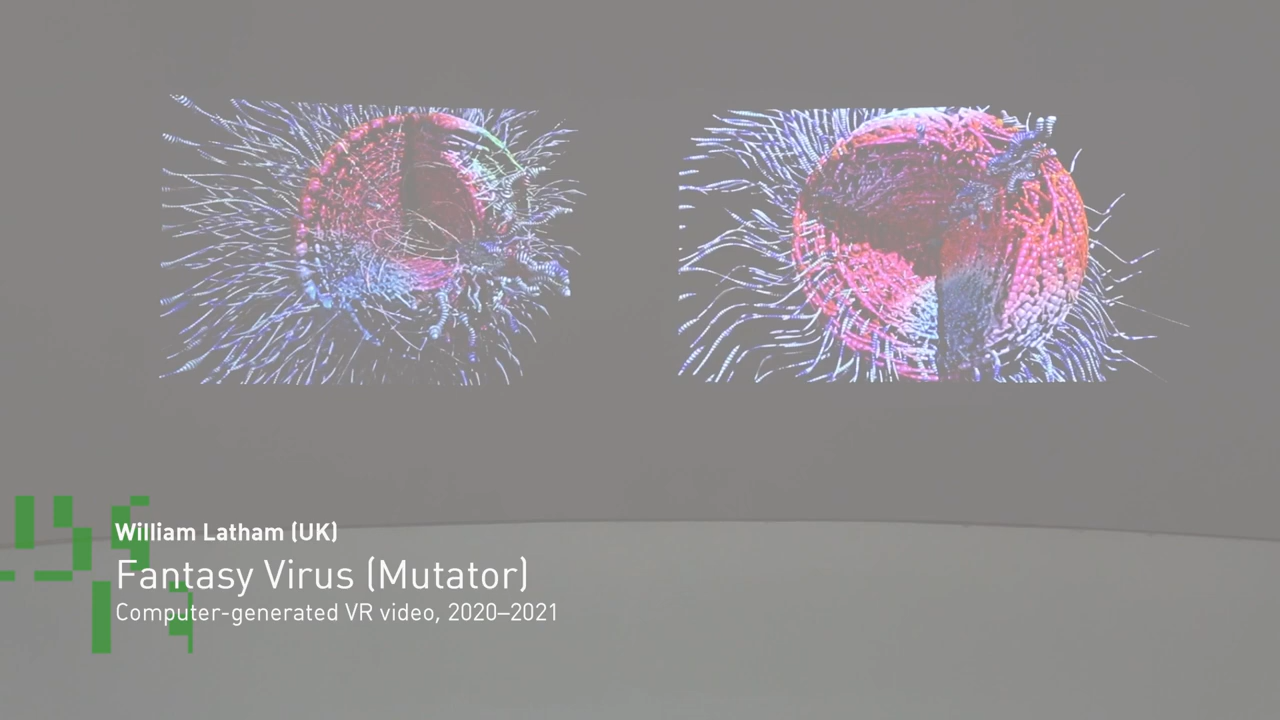 William Latham (UK)
Fantasy Virus (Mutator)
Computer-generated VR video, 2020–2021